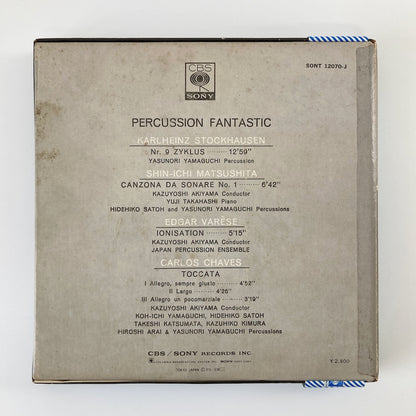 CBS
SONY
SONT 12070-J
PERCUSSION FANTASTIC
KARLHEINZ STOCKHAUSEN
Nr. 9 ZYKLUS ········ 12'59"
YASUNORI YAMAGUCHI Percussion
SHIN-ICHI MATSUSHITA
CANZONA DA SONARE No. 1 ········ 6'42"
KAZUYOSHI AKIYAMA Conductor
YUJI TAKAHASHI Piano
HIDEHIKO SATOH and YASUNORI YAMAGUCHI Percussions
EDGAR VARÈSE
IONISATION ········ 5'15"
KAZUYOSHI AKIYAMA Conductor
JAPAN PERCUSSION ENSEMBLE
CARLOS CHAVES
TOCCATA
I Allegro, sempre giusto ········ 4'52"
II Largo ········ 4'26"
III Allegro un pocomarziale ········ 3'19"
KAZUYOSHI AKIYAMA Conductor
KOH-ICHI YAMAGUCHI, HIDEHIKO SATOH
TAKESHI KATSUMATA, KAZUHIKO KIMURA
HIROSHI ARAI & YASUNORI YAMAGUCHI Percussions
CBS / SONY RECORDS INC.
¥2,800